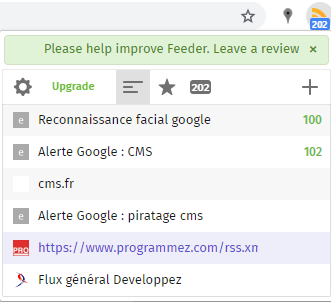 202
Please help improve Feeder. Leave a review ×
Upgrade 202
e Reconnaissance facial google 100
e Alerte Google : CMS 102
cms.fr
e Alerte Google : piratage cms
PRO https://www.programmez.com/rss.xm
Flux général Developpez